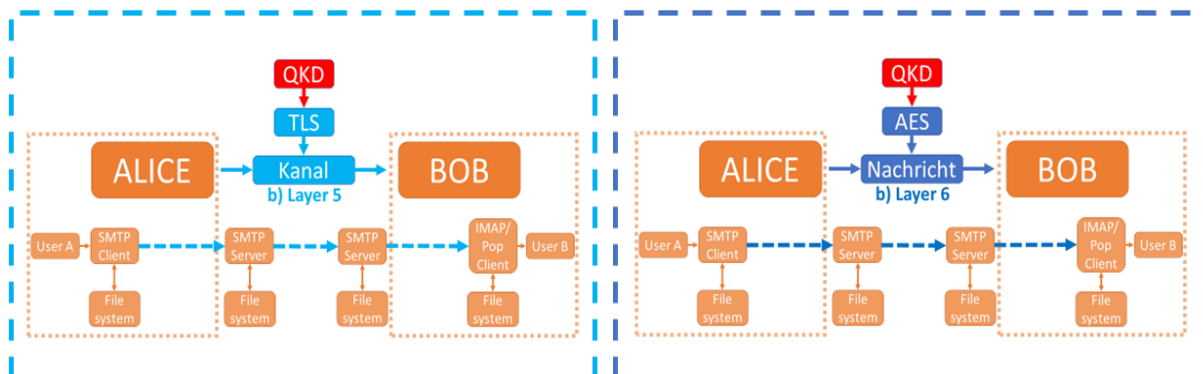 QKD
TLS
ALICE
Kanal
BOB
b) Layer 5
User A
SMTP
Client
SMTP
Server
SMTP
Server
IMAP/
Pop
Client
User B
File
system
File
system
File
system
File
system
QKD
AES
ALICE
Nachricht
BOB
b) Layer 6
User A
SMTP
Client
SMTP
Server
SMTP
Server
IMAP/
Pop
Client
User B
File
system
File
system
File
system
File
system